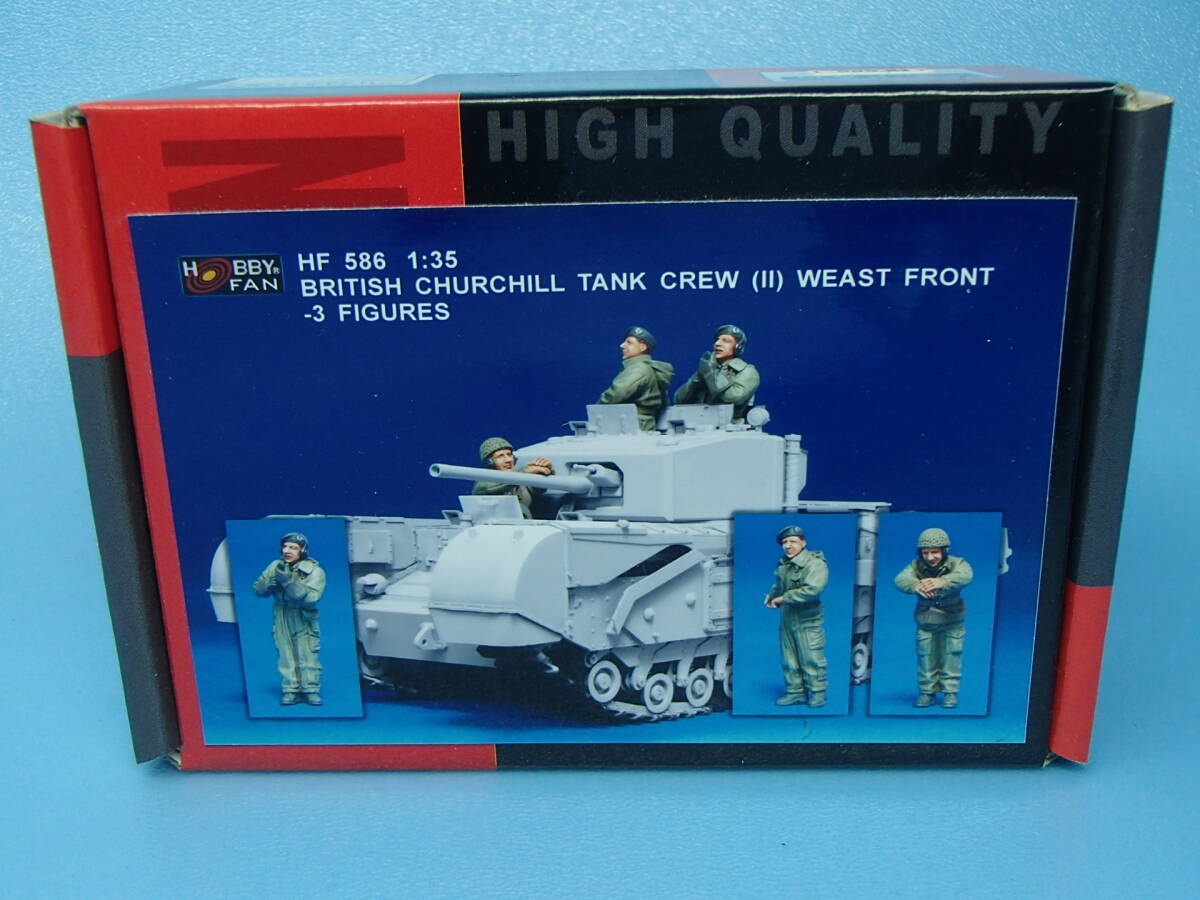 HIGH QUALITY
HOBBY
FAN
HF 586 1:35
BRITISH CHURCHILL TANK CREW (II) WEAST FRONT
-3 FIGURES